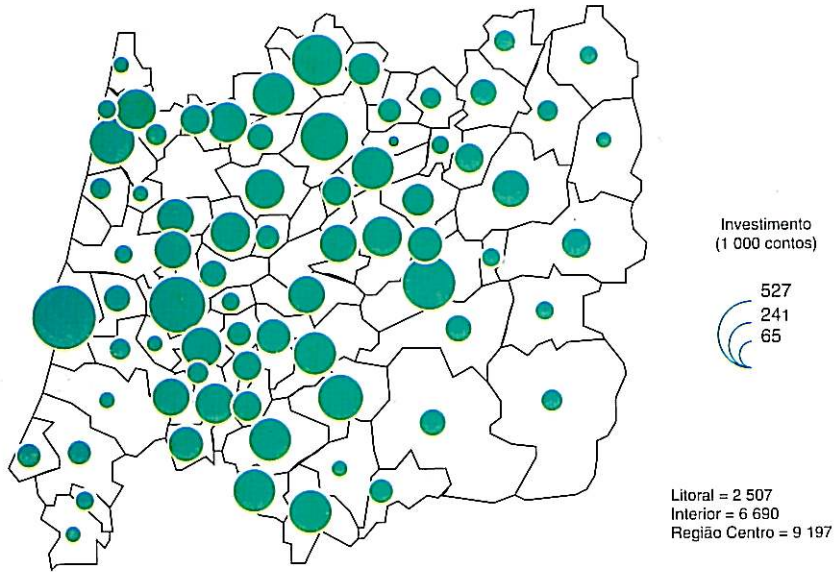 Investimento
(1 000 contos)
527
241
65
Litoral = 2 507
Interior = 6 690
Região Centro = 9 197